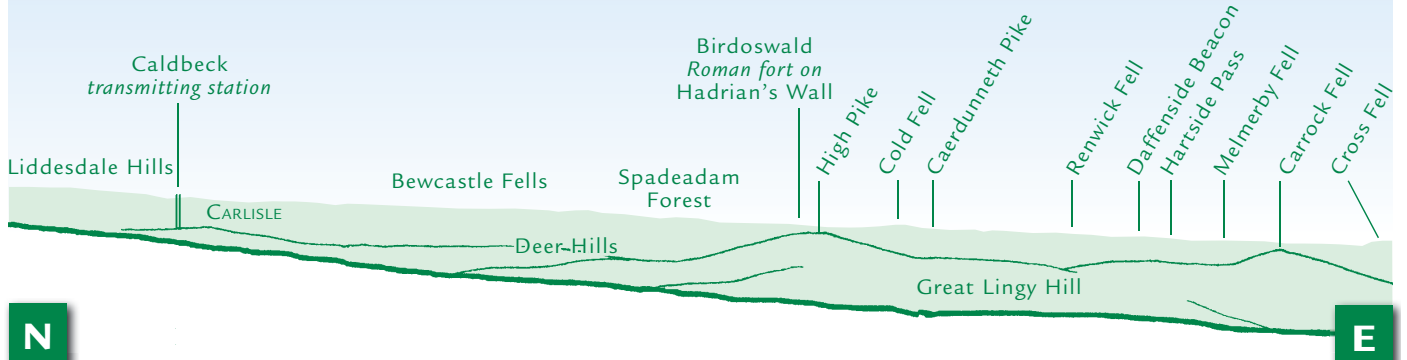 Caldbeck
transmitting station
Liddesdale Hills
CARLISLE
Bewcastle Fells
Deer Hills
Spadeadam
Forest
Birdoswald
Roman fort on
Hadrian's Wall
High Pike
Cold Fell
Caerdunneth Pike
Great Lingy Hill
Renwick Fell
Daffenside Beacon
Hartside Pass
Melmerby Fell
Carrock Fell
Cross Fell
N
E